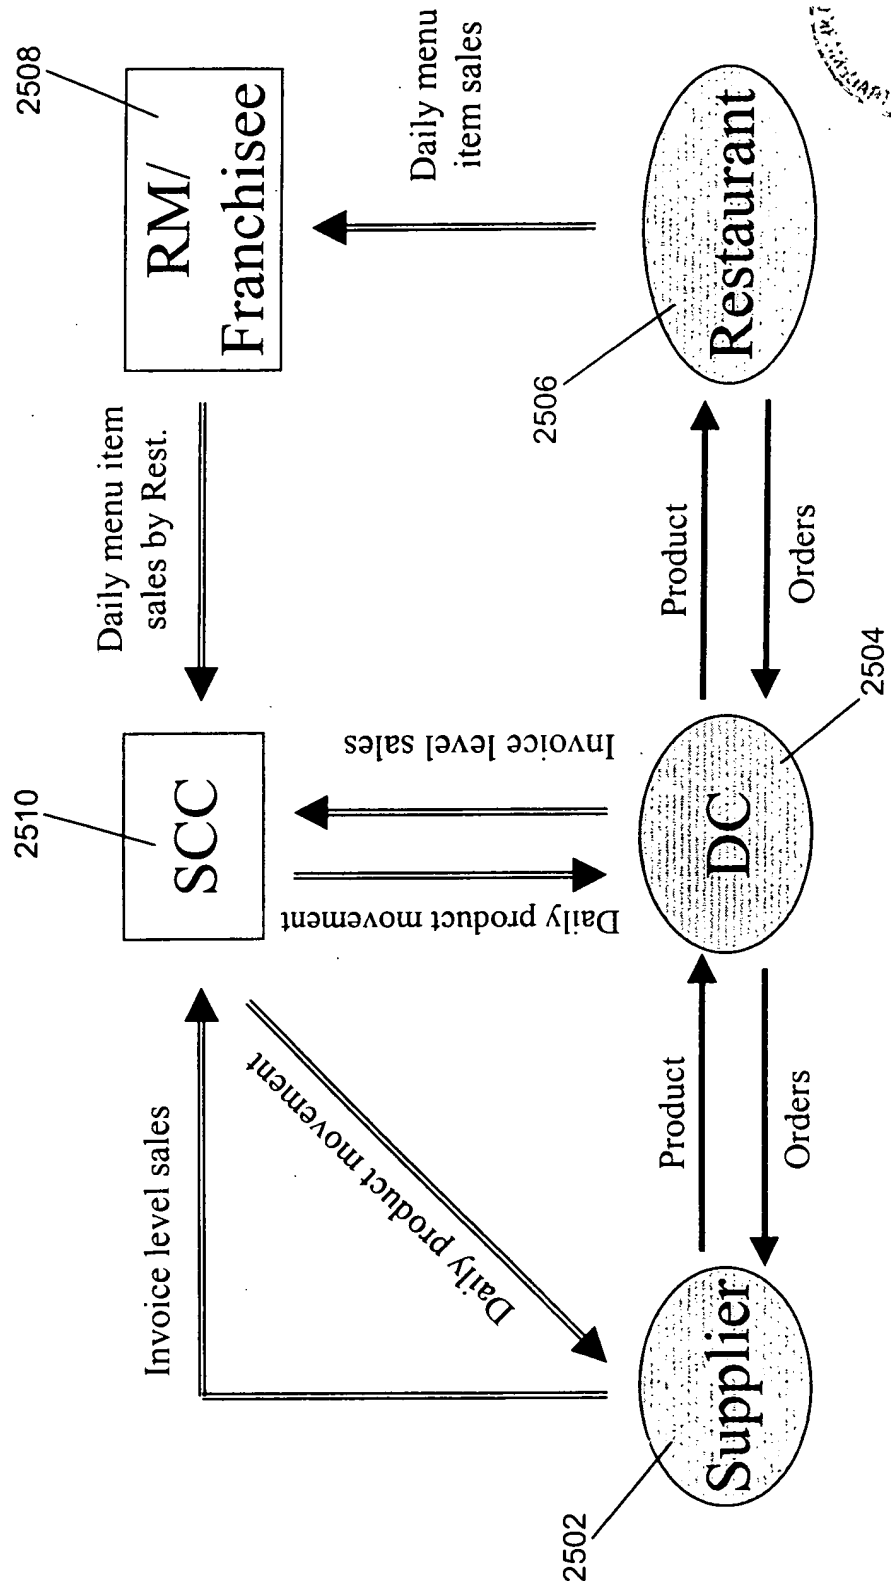 2510
2508
SCC
RM/
Franchisee
Invoice level sales
Daily menu item
sales by Rest.
Daily product movement
Daily product movement
Invoice level sales
Daily menu
item sales
2502
2506
Product
Product
Supplier
DC
Restaurant
Orders
Orders
2504